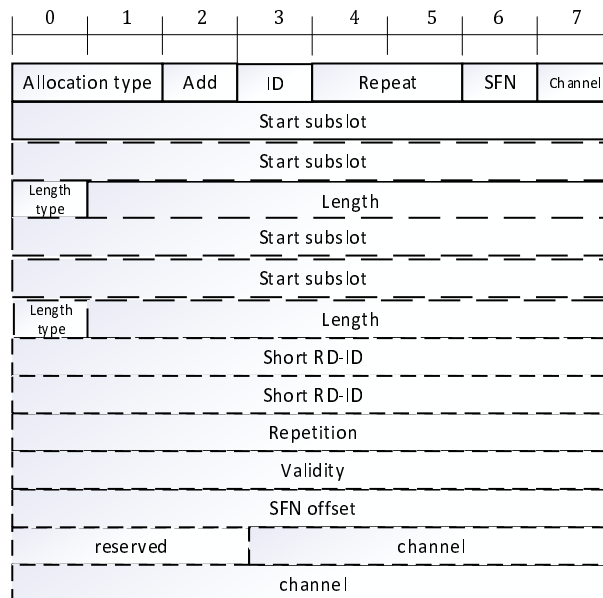 0 1 2 3 4 5 6 7
Allocation type Add ID Repeat SFN Channel
Start subslot
Start subslot
Length type Length
Start subslot
Start subslot
Length type Length
Short RD-ID
Short RD-ID
Repetition
Validity
SFN offset
reserved channel
channel